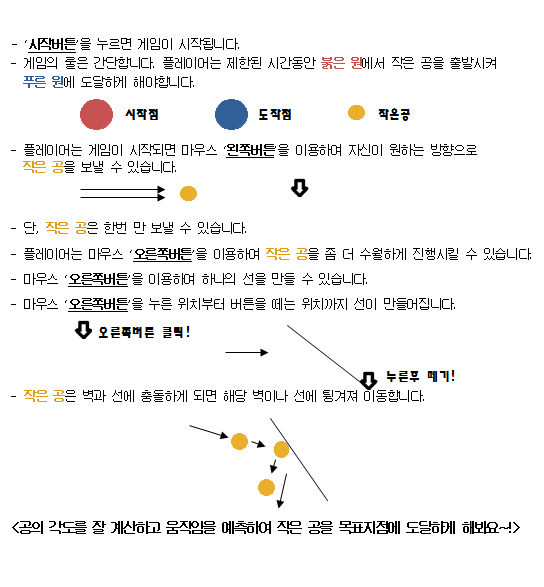 - '시작버튼'을 누르면 게임이 시작됩니다.
- 게임의 룰은 간단합니다. 플레이어는 제한된 시간동안 붉은 원에서 작은 공을 출발시켜
푸른 원에 도달하게 해야합니다.
시작점 도착점 작은공
- 플레이어는 게임이 시작되면 마우스 '왼쪽버튼'을 이용하여 자신이 원하는 방향으로
작은 공을 보낼 수 있습니다.
- 단, 작은 공은 한번 만 보낼 수 있습니다.
- 플레이어는 마우스 '오른쪽버튼'을 이용하여 작은 공을 좀 더 수월하게 진행시킬 수 있습니다.
- 마우스 '오른쪽버튼'을 이용하여 하나의 선을 만들 수 있습니다.
- 마우스 '오른쪽버튼'을 누른 위치부터 버튼을 떼는 위치까지 선이 만들어집니다.
오른쪽버튼 클릭!
누른후 떼기!
- 작은 공은 벽과 선에 충돌하게 되면 해당 벽이나 선에 튕겨져 이동합니다.
<공의 각도를 잘 계산하고 움직임을 예측하여 작은 공을 목표지점에 도달하게 해봐요~!>